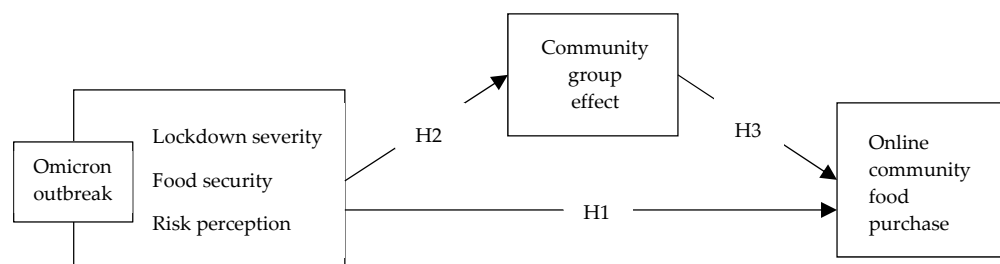 Community
group
effect
H2
H3
Lockdown severity
Food security
Risk perception
Omicron
outbreak
H1
Online
community
food
purchase